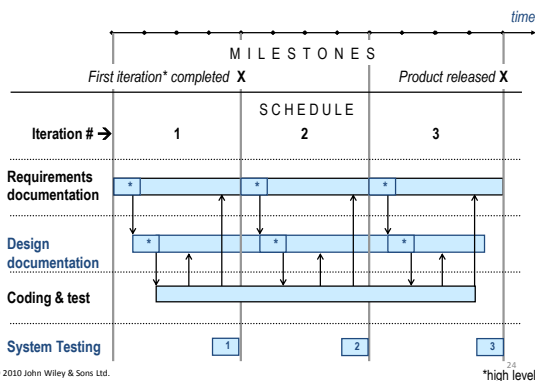 time
MILESTONES
First iteration* completed X Product released X
SCHEDULE
Iteration # → 1 2 3
Requirements
documentation
* * *
Design
documentation
* * *
Coding & test
System Testing 1 2 3
24
2010 John Wiley & Sons Ltd.
*high level